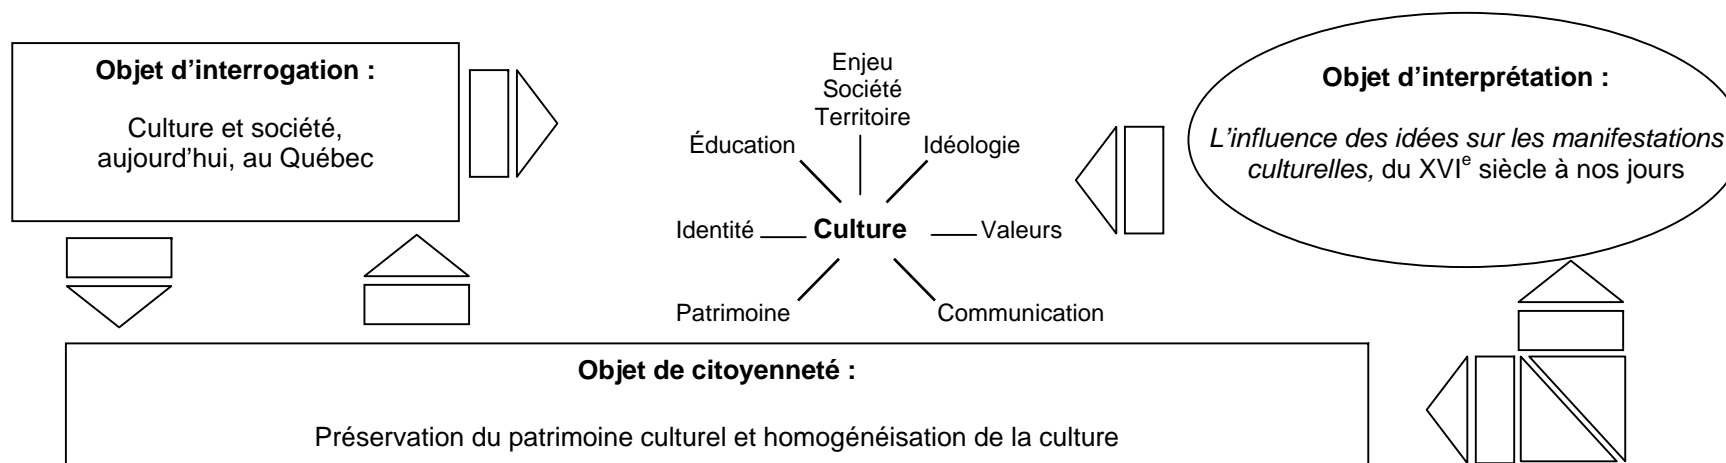 Objet d'interrogation :
Culture et société,
aujourd'hui, au Québec
Enjeu
Société
Territoire
Éducation
Idéologie
Identité
Culture
Valeurs
Patrimoine
Communication
Objet d'interprétation :
L'influence des idées sur les manifestations
culturelles, du XVIe siècle à nos jours
Objet de citoyenneté :
Préservation du patrimoine culturel et homogénéisation de la culture